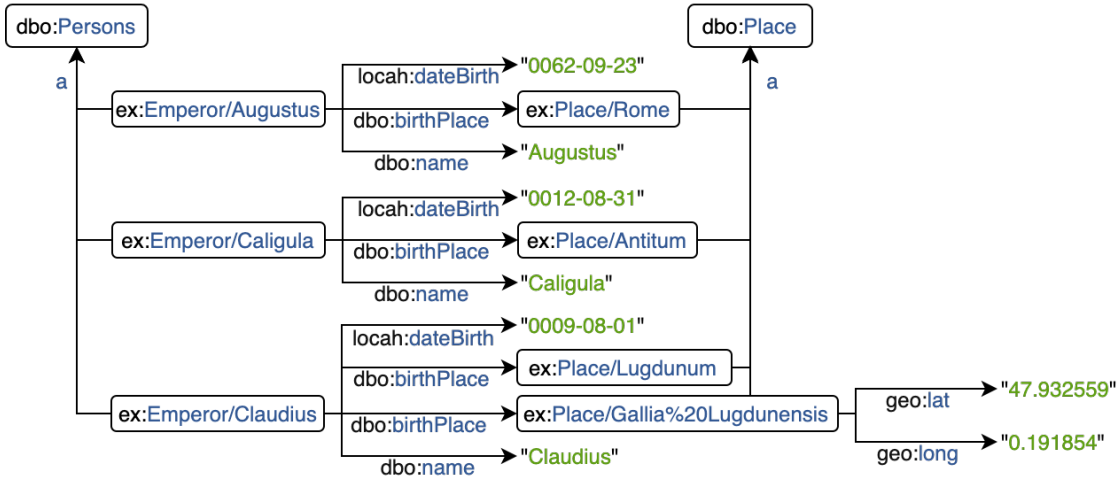 dbo:Persons
dbo:Place
a
a
"0062-09-23"
locah:dateBirth
ex:Emperor/Augustus
ex:Place/Rome
dbo:birthPlace
"Augustus"
dbo:name
"0012-08-31"
locah:dateBirth
ex:Emperor/Caligula
ex:Place/Antitum
dbo:birthPlace
"Caligula"
dbo:name
"0009-08-01"
locah:dateBirth
ex:Place/Lugdunum
dbo:birthPlace
ex:Emperor/Claudius
ex:Place/Gallia%20Lugdunensis
dbo:birthPlace
"47.932559"
geo:lat
"0.191854"
geo:long
"Claudius"
dbo:name